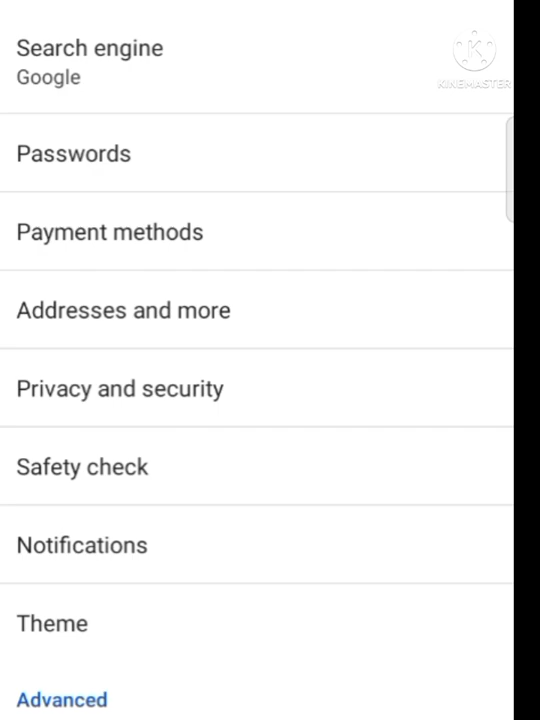 Search engine
Google
KINEMASTER
Passwords
Payment methods
Addresses and more
Privacy and security
Safety check
Notifications
Theme
Advanced